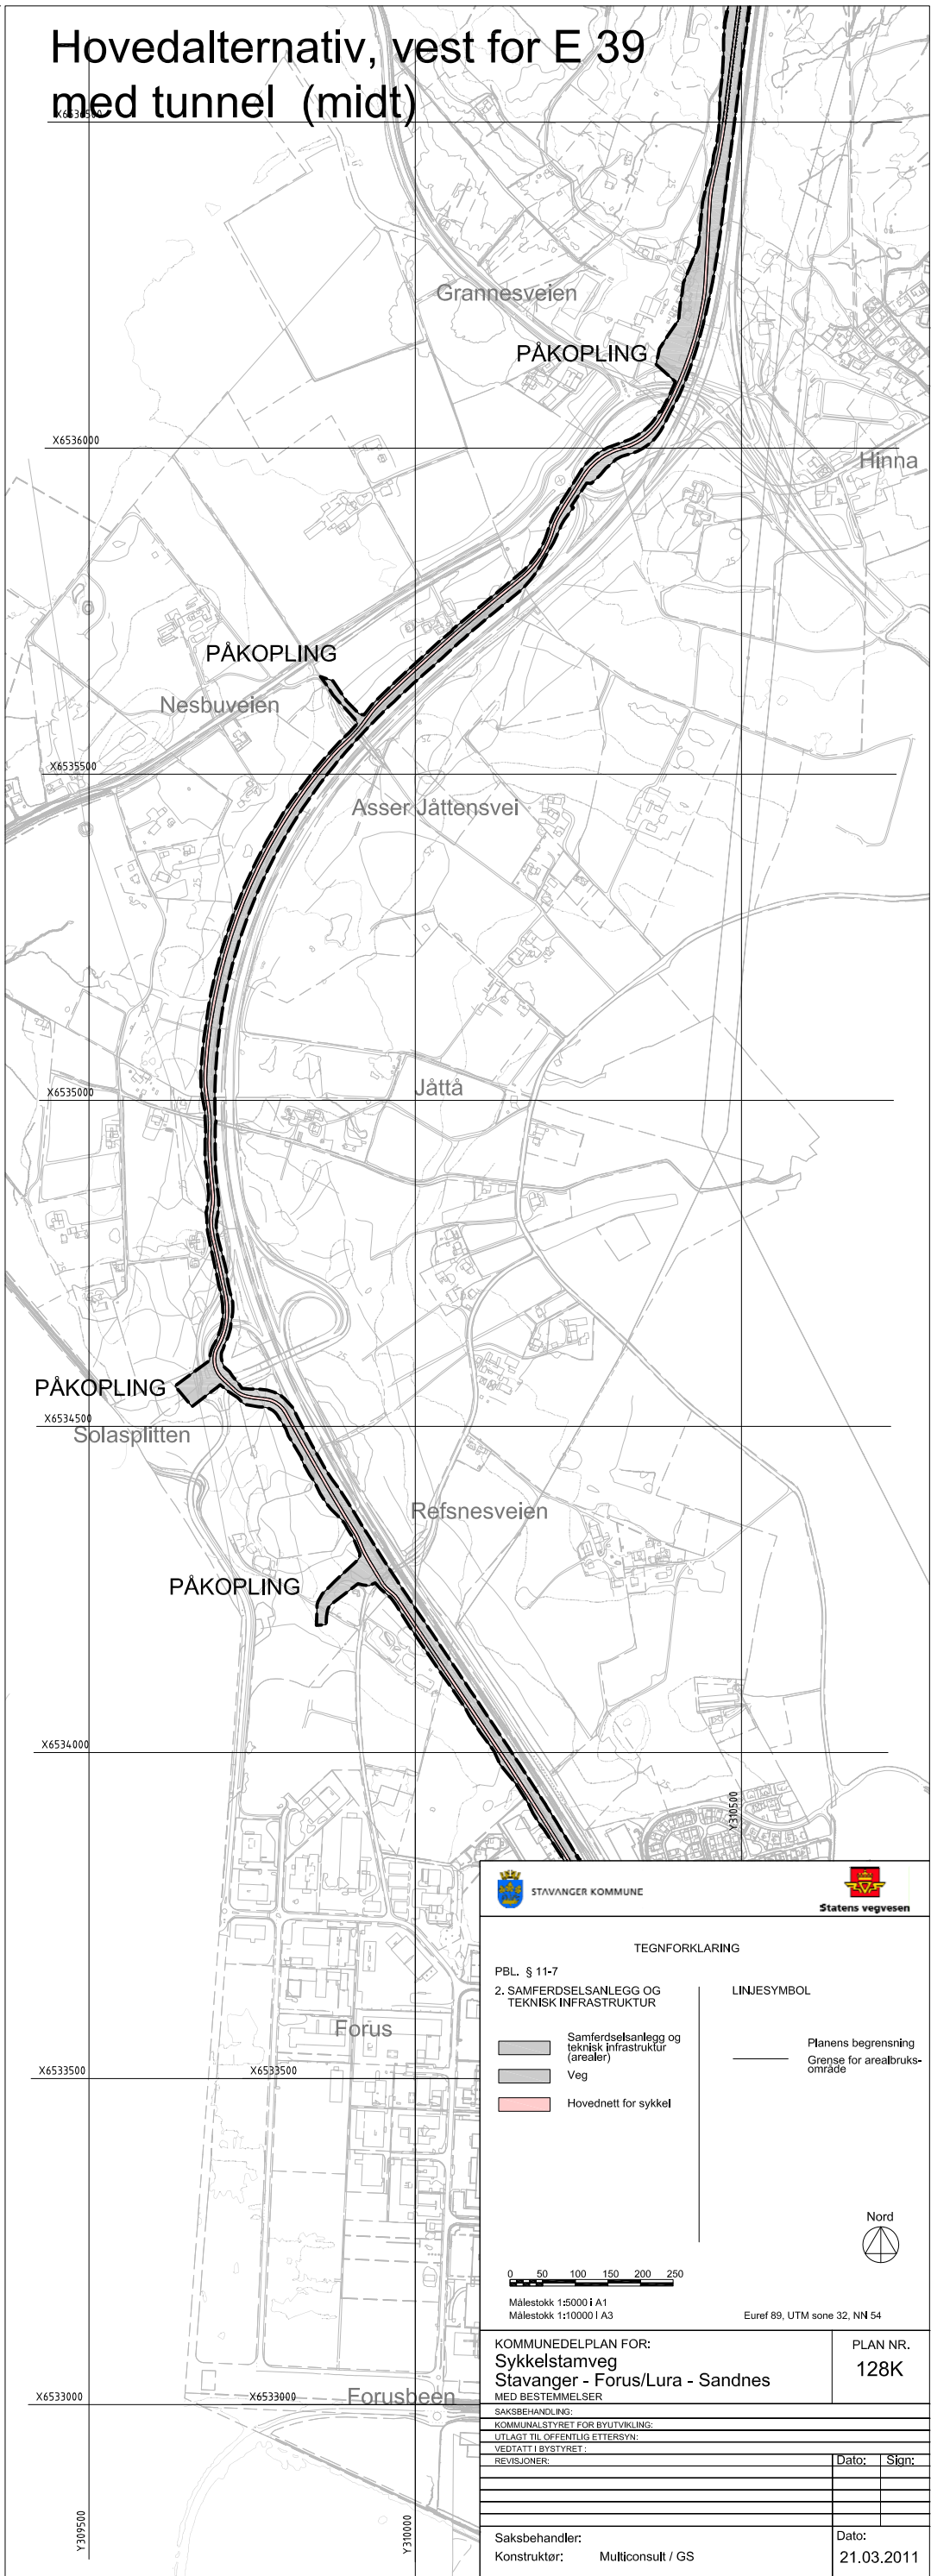 Hovedalternativ, vest for E 39
med tunnel (midt)
X6536500
Grannesveien
PÅKOPLING
X6536000
Hinna
PÅKOPLING
Nesbuveien
X6535500
Asser Jåttensvei
Jåttå
X6535000
PÅKOPLING
X6534500
Solasplitten
Refsnesveien
PÅKOPLING
X6534000
Y310500
STAVANGER KOMMUNE
Statens vegvesen
TEGNFORKLARING
PBL. § 11-7
2. SAMFERDSELSANLEGG OG
TEKNISK INFRASTRUKTUR
LINJESYMBOL
Samferdselsanlegg og
teknisk infrastruktur
(arealer)
Veg
Hovednett for sykkel
Planens begrensning
Grense for arealbruks-
område
Forus
X6533500
X6533500
Nord
0 50 100 150 200 250
Målestokk 1:5000 i A1
Målestokk 1:10000 i A3
Euref 89, UTM sone 32, NN 54
KOMMUNEDELPLAN FOR:
Sykkelstamveg
Stavanger - Forus/Lura - Sandnes
MED BESTEMMELSER
PLAN NR.
128K
X6533000
X6533000
Forusbeen
SAKSBEHANDLING:
KOMMUNALSTYRET FOR BYUTVIKLING:
UTLAGT TIL OFFENTLIG ETTERSYN:
VEDTATT I BYSTYRET :
REVISJONER:
Dato:
Sign:
Y309500
Y310000
Saksbehandler:
Konstruktør: Multiconsult / GS
Dato:
21.03.2011